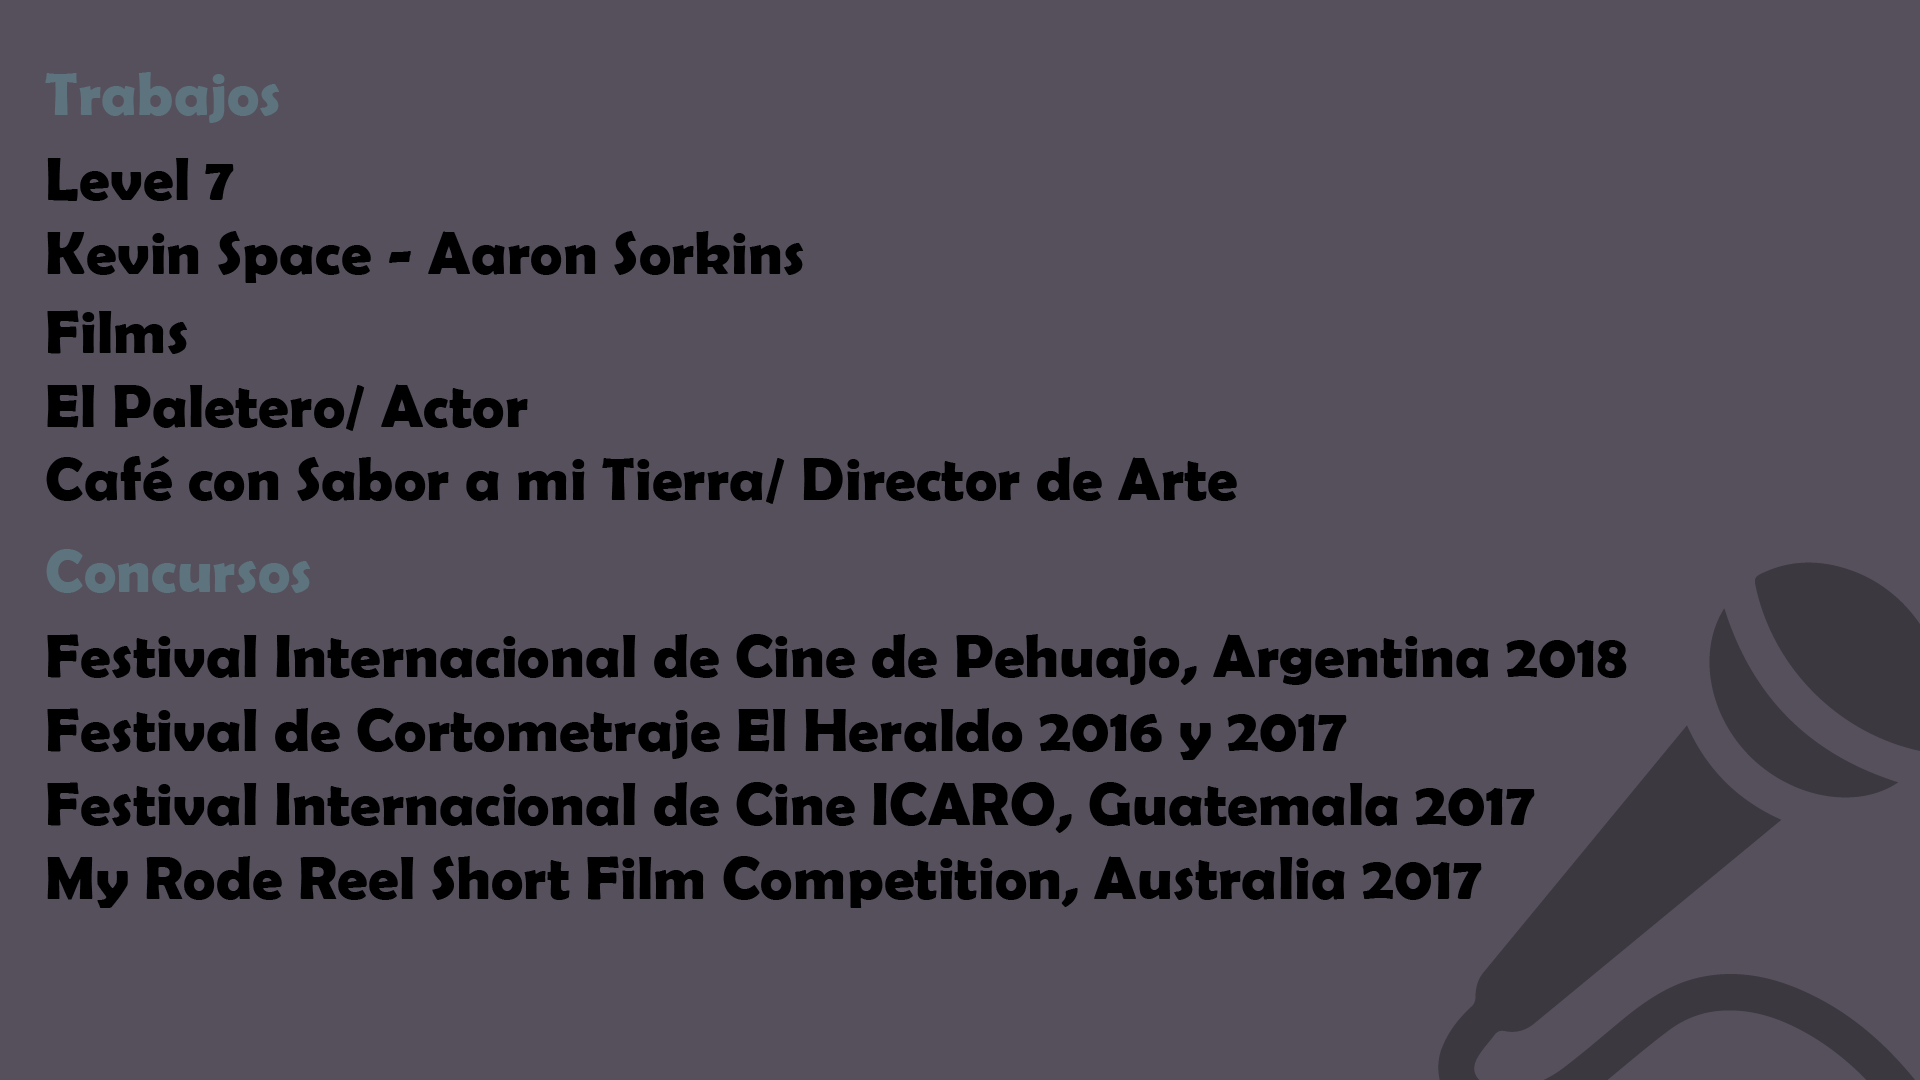 Trabajos
Level 7
Kevin Space - Aaron Sorkins
Films
El Paletero/ Actor
Café con Sabor a mi Tierra/ Director de Arte
Concursos
Festival Internacional de Cine de Pehuajo, Argentina 2018
Festival de Cortometraje El Heraldo 2016 y 2017
Festival Internacional de Cine ICARO, Guatemala 2017
My Rode Reel Short Film Competition, Australia 2017